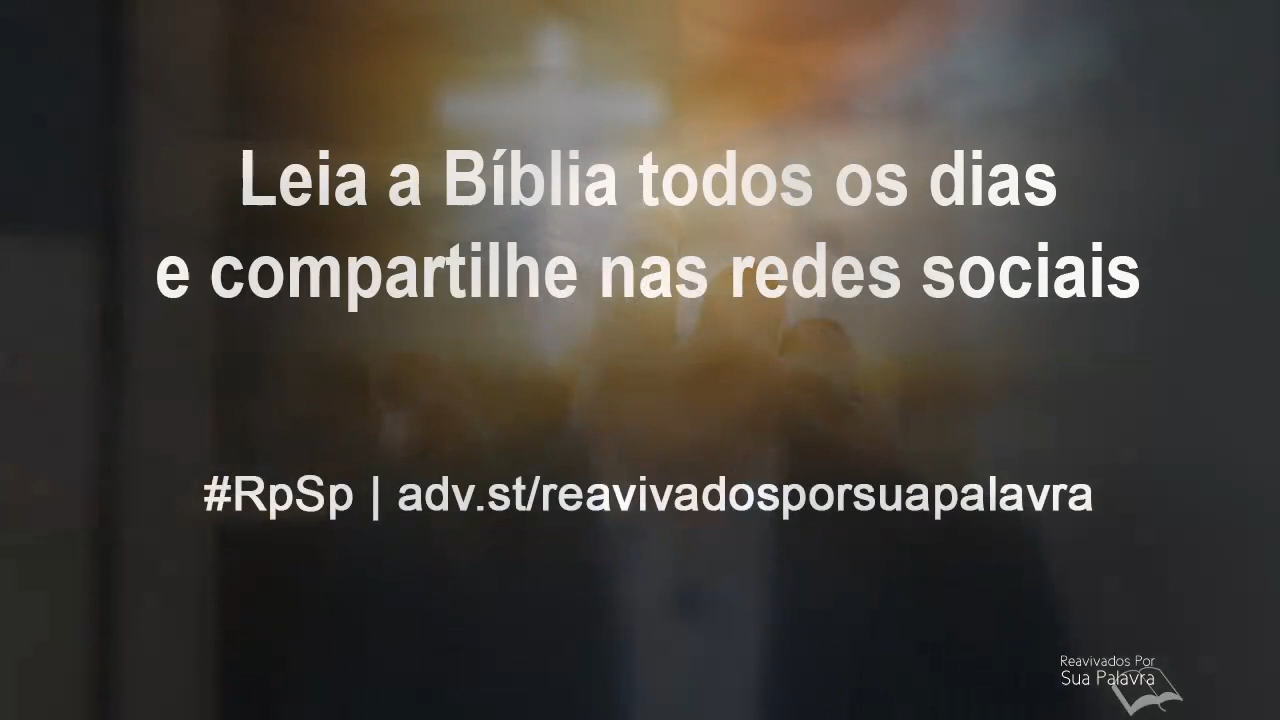 Leia a Bíblia todos os dias
e compartilhe nas redes sociais
#RpSp | adv.st/reavivadosporsuapalavra
Reavivados Por
Sua Palavra